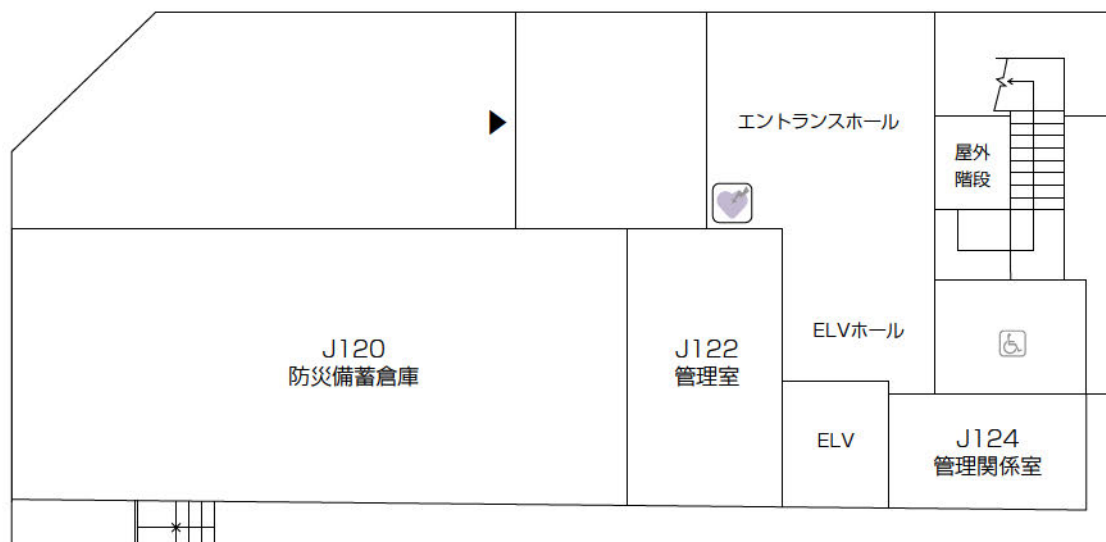 エントランスホール
屋外
階段
J120
防災備蓄倉庫
J122
管理室
ELVホール
ELV
J124
管理関係室